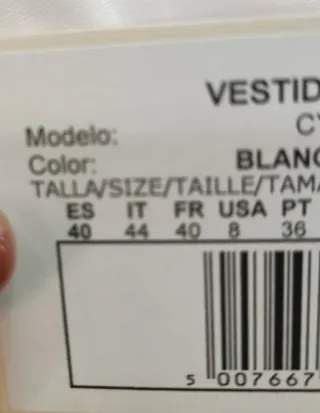 VESTID
Modelo: CY
Color: BLANC
TALLA/SIZE/TAILLE/TAMA
ES IT FR USA PT
40 44 40 8 36
5 007667